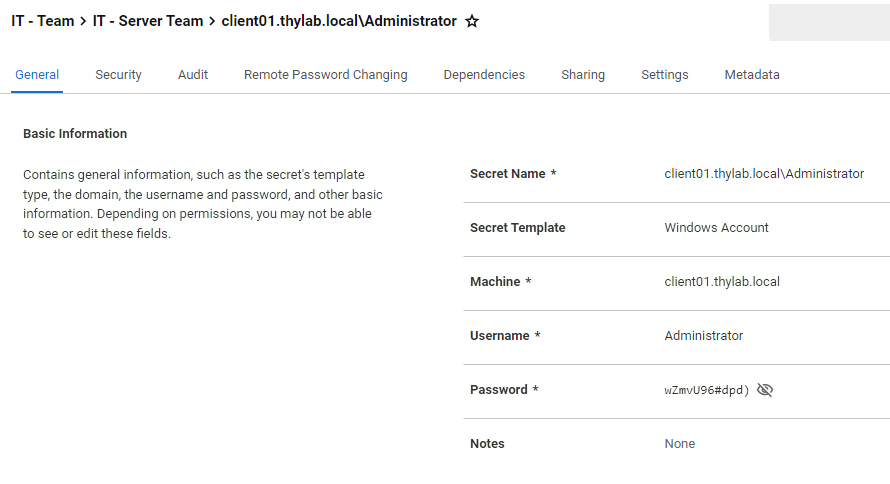 IT - Team > IT - Server Team > client01.thylab.local\Administrator
General Security Audit Remote Password Changing Dependencies Sharing Settings Metadata
Basic Information
Contains general information, such as the secret's template
type, the domain, the username and password, and other basic
information. Depending on permissions, you may not be able
to see or edit these fields.
Secret Name * client01.thylab.local\Administrator
Secret Template Windows Account
Machine * client01.thylab.local
Username * Administrator
Password * wZmvU96#dpd)
Notes None